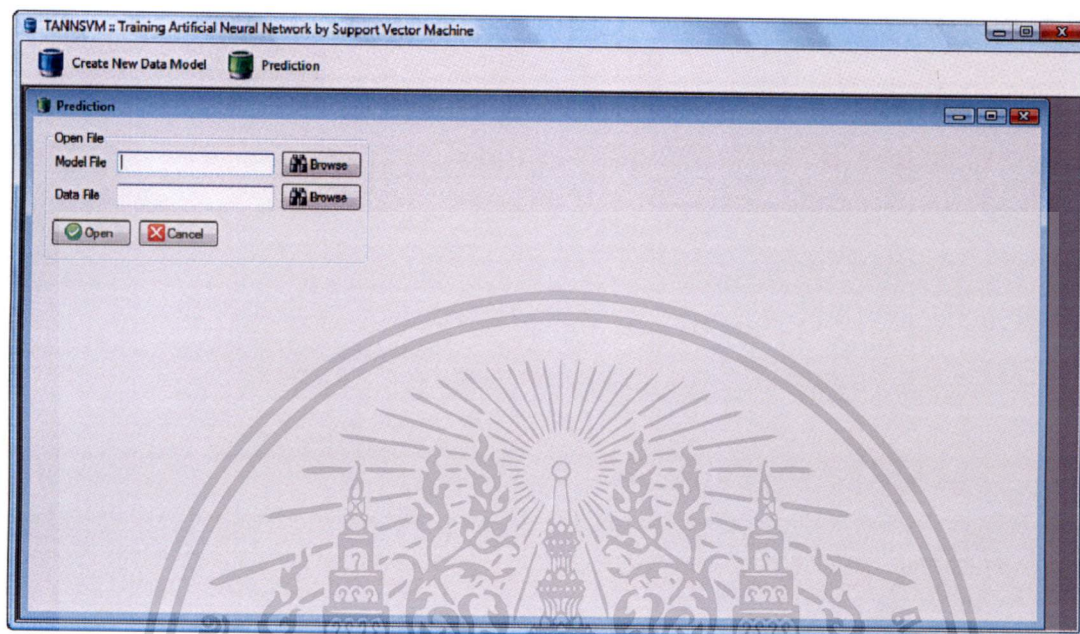 TANNSVM :: Training Artificial Neural Network by Support Vector Machine
Create New Data Model Prediction
Prediction
Open File
Model File Browse
Data File Browse
Open Cancel